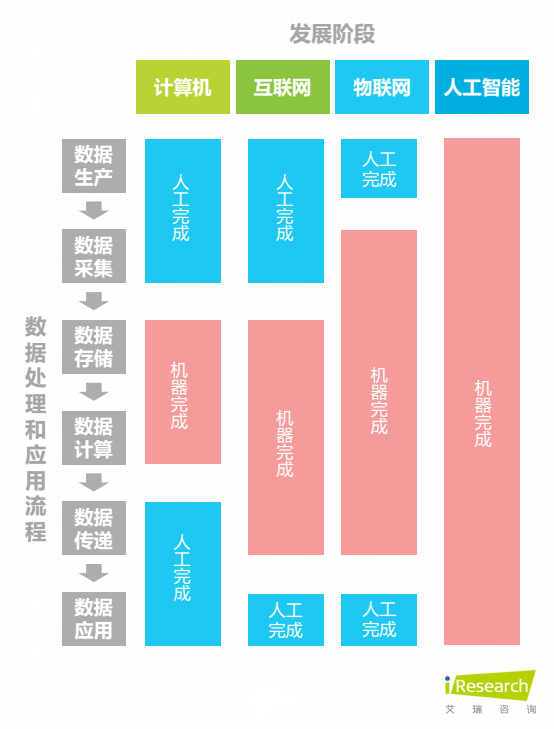 发展阶段
计算机
互联网
物联网
人工智能
数据处理和应用流程
数据
生产
数据
采集
数据
存储
数据
计算
数据
传递
数据
应用
人工完成
机器完成
人工完成
人工完成
机器完成
人工
完成
人工
完成
机器完成
人工
完成
机器完成
iResearch
艾瑞咨询